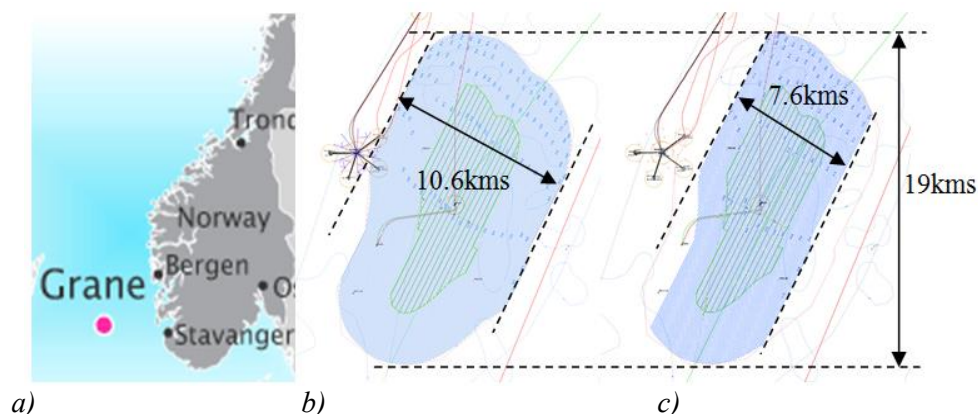 Trond
Norway
Bergen
Grane
Os
Stavanger
10.6kms
7.6kms
19kms
a) b) c)